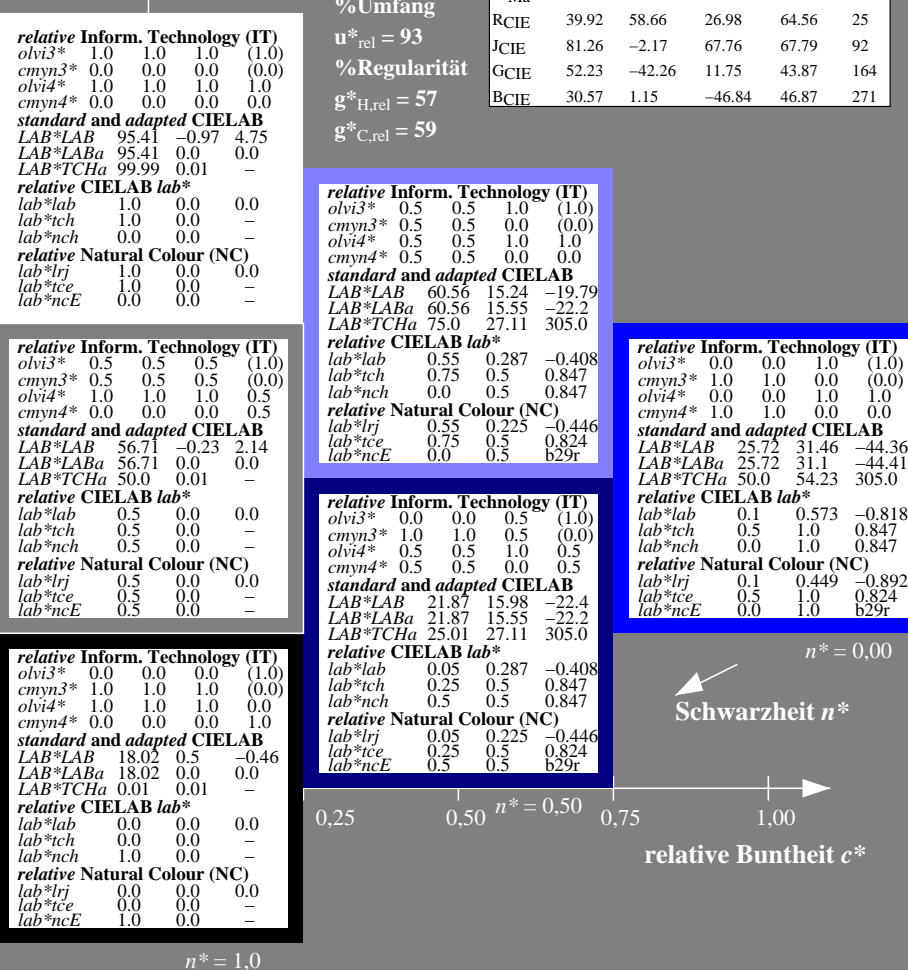 %Umfang
u*rel = 93
%Regularität
g*H,rel = 57
g*C,rel = 59
Ma
RCIE 39.92 58.66 26.98 64.56 25
JCIE 81.26 −2.17 67.76 67.79 92
GCIE 52.23 −42.26 11.75 43.87 164
BCIE 30.57 1.15 −46.84 46.87 271
relative Inform. Technology (IT)
olvi3* 1.0 1.0 1.0 (1.0)
cmyn3* 0.0 0.0 0.0 (0.0)
olvi4* 1.0 1.0 1.0 1.0
cmyn4* 0.0 0.0 0.0 0.0
standard and adapted CIELAB
LAB*LAB 95.41 −0.97 4.75
LAB*LABa 95.41 0.0 0.0
LAB*TCHa 99.99 0.01 –
relative CIELAB lab*
lab*lab 1.0 0.0 0.0
lab*tch 1.0 0.0 –
lab*nch 0.0 0.0 –
relative Natural Colour (NC)
lab*lrj 1.0 0.0 0.0
lab*tce 1.0 0.0 –
lab*ncE 0.0 0.0 –
relative Inform. Technology (IT)
olvi3* 0.5 0.5 1.0 (1.0)
cmyn3* 0.5 0.5 0.0 (0.0)
olvi4* 0.5 0.5 1.0 1.0
cmyn4* 0.5 0.5 0.0 0.0
standard and adapted CIELAB
LAB*LAB 60.56 15.24 −19.79
LAB*LABa 60.56 15.55 −22.2
LAB*TCHa 75.0 27.11 305.0
relative CIELAB lab*
lab*lab 0.55 0.287 −0.408
lab*tch 0.75 0.5 0.847
lab*nch 0.0 0.5 0.847
relative Natural Colour (NC)
lab*lrj 0.55 0.225 −0.446
lab*tce 0.75 0.5 0.824
lab*ncE 0.0 0.5 b29r
relative Inform. Technology (IT)
olvi3* 0.5 0.5 0.5 (1.0)
cmyn3* 0.5 0.5 0.5 (0.0)
olvi4* 1.0 1.0 1.0 0.5
cmyn4* 0.0 0.0 0.0 0.5
standard and adapted CIELAB
LAB*LAB 56.71 −0.23 2.14
LAB*LABa 56.71 0.0 0.0
LAB*TCHa 50.0 0.01 –
relative CIELAB lab*
lab*lab 0.5 0.0 0.0
lab*tch 0.5 0.0 –
lab*nch 0.5 0.0 –
relative Natural Colour (NC)
lab*lrj 0.5 0.0 0.0
lab*tce 0.5 0.0 –
lab*ncE 0.5 0.0 –
relative Inform. Technology (IT)
olvi3* 0.0 0.0 1.0 (1.0)
cmyn3* 1.0 1.0 0.0 (0.0)
olvi4* 0.0 0.0 1.0 1.0
cmyn4* 1.0 1.0 0.0 0.0
standard and adapted CIELAB
LAB*LAB 25.72 31.46 −44.36
LAB*LABa 25.72 31.1 −44.41
LAB*TCHa 50.0 54.23 305.0
relative CIELAB lab*
lab*lab 0.1 0.573 −0.818
lab*tch 0.5 1.0 0.847
lab*nch 0.0 1.0 0.847
relative Natural Colour (NC)
lab*lrj 0.1 0.449 −0.892
lab*tce 0.5 1.0 0.824
lab*ncE 0.0 1.0 b29r
relative Inform. Technology (IT)
olvi3* 0.0 0.0 0.5 (1.0)
cmyn3* 1.0 1.0 0.5 (0.0)
olvi4* 0.5 0.5 1.0 0.5
cmyn4* 0.5 0.5 0.0 0.5
standard and adapted CIELAB
LAB*LAB 21.87 15.98 −22.4
LAB*LABa 21.87 15.55 −22.2
LAB*TCHa 25.01 27.11 305.0
relative CIELAB lab*
lab*lab 0.05 0.287 −0.408
lab*tch 0.25 0.5 0.847
lab*nch 0.5 0.5 0.847
relative Natural Colour (NC)
lab*lrj 0.05 0.225 −0.446
lab*tce 0.25 0.5 0.824
lab*ncE 0.5 0.5 b29r
relative Inform. Technology (IT)
olvi3* 0.0 0.0 0.0 (1.0)
cmyn3* 1.0 1.0 1.0 (0.0)
olvi4* 1.0 1.0 1.0 0.0
cmyn4* 0.0 0.0 0.0 1.0
standard and adapted CIELAB
LAB*LAB 18.02 0.5 −0.46
LAB*LABa 18.02 0.0 0.0
LAB*TCHa 0.01 0.01 –
relative CIELAB lab*
lab*lab 0.0 0.0 0.0
lab*tch 0.0 0.0 –
lab*nch 1.0 0.0 –
relative Natural Colour (NC)
lab*lrj 0.0 0.0 0.0
lab*tce 0.0 0.0 –
lab*ncE 1.0 0.0 –
n* = 0,00
Schwarzheit n*
n* = 0,50
0,25 0,50 0,75 1,00
relative Buntheit c*
n* = 1,0